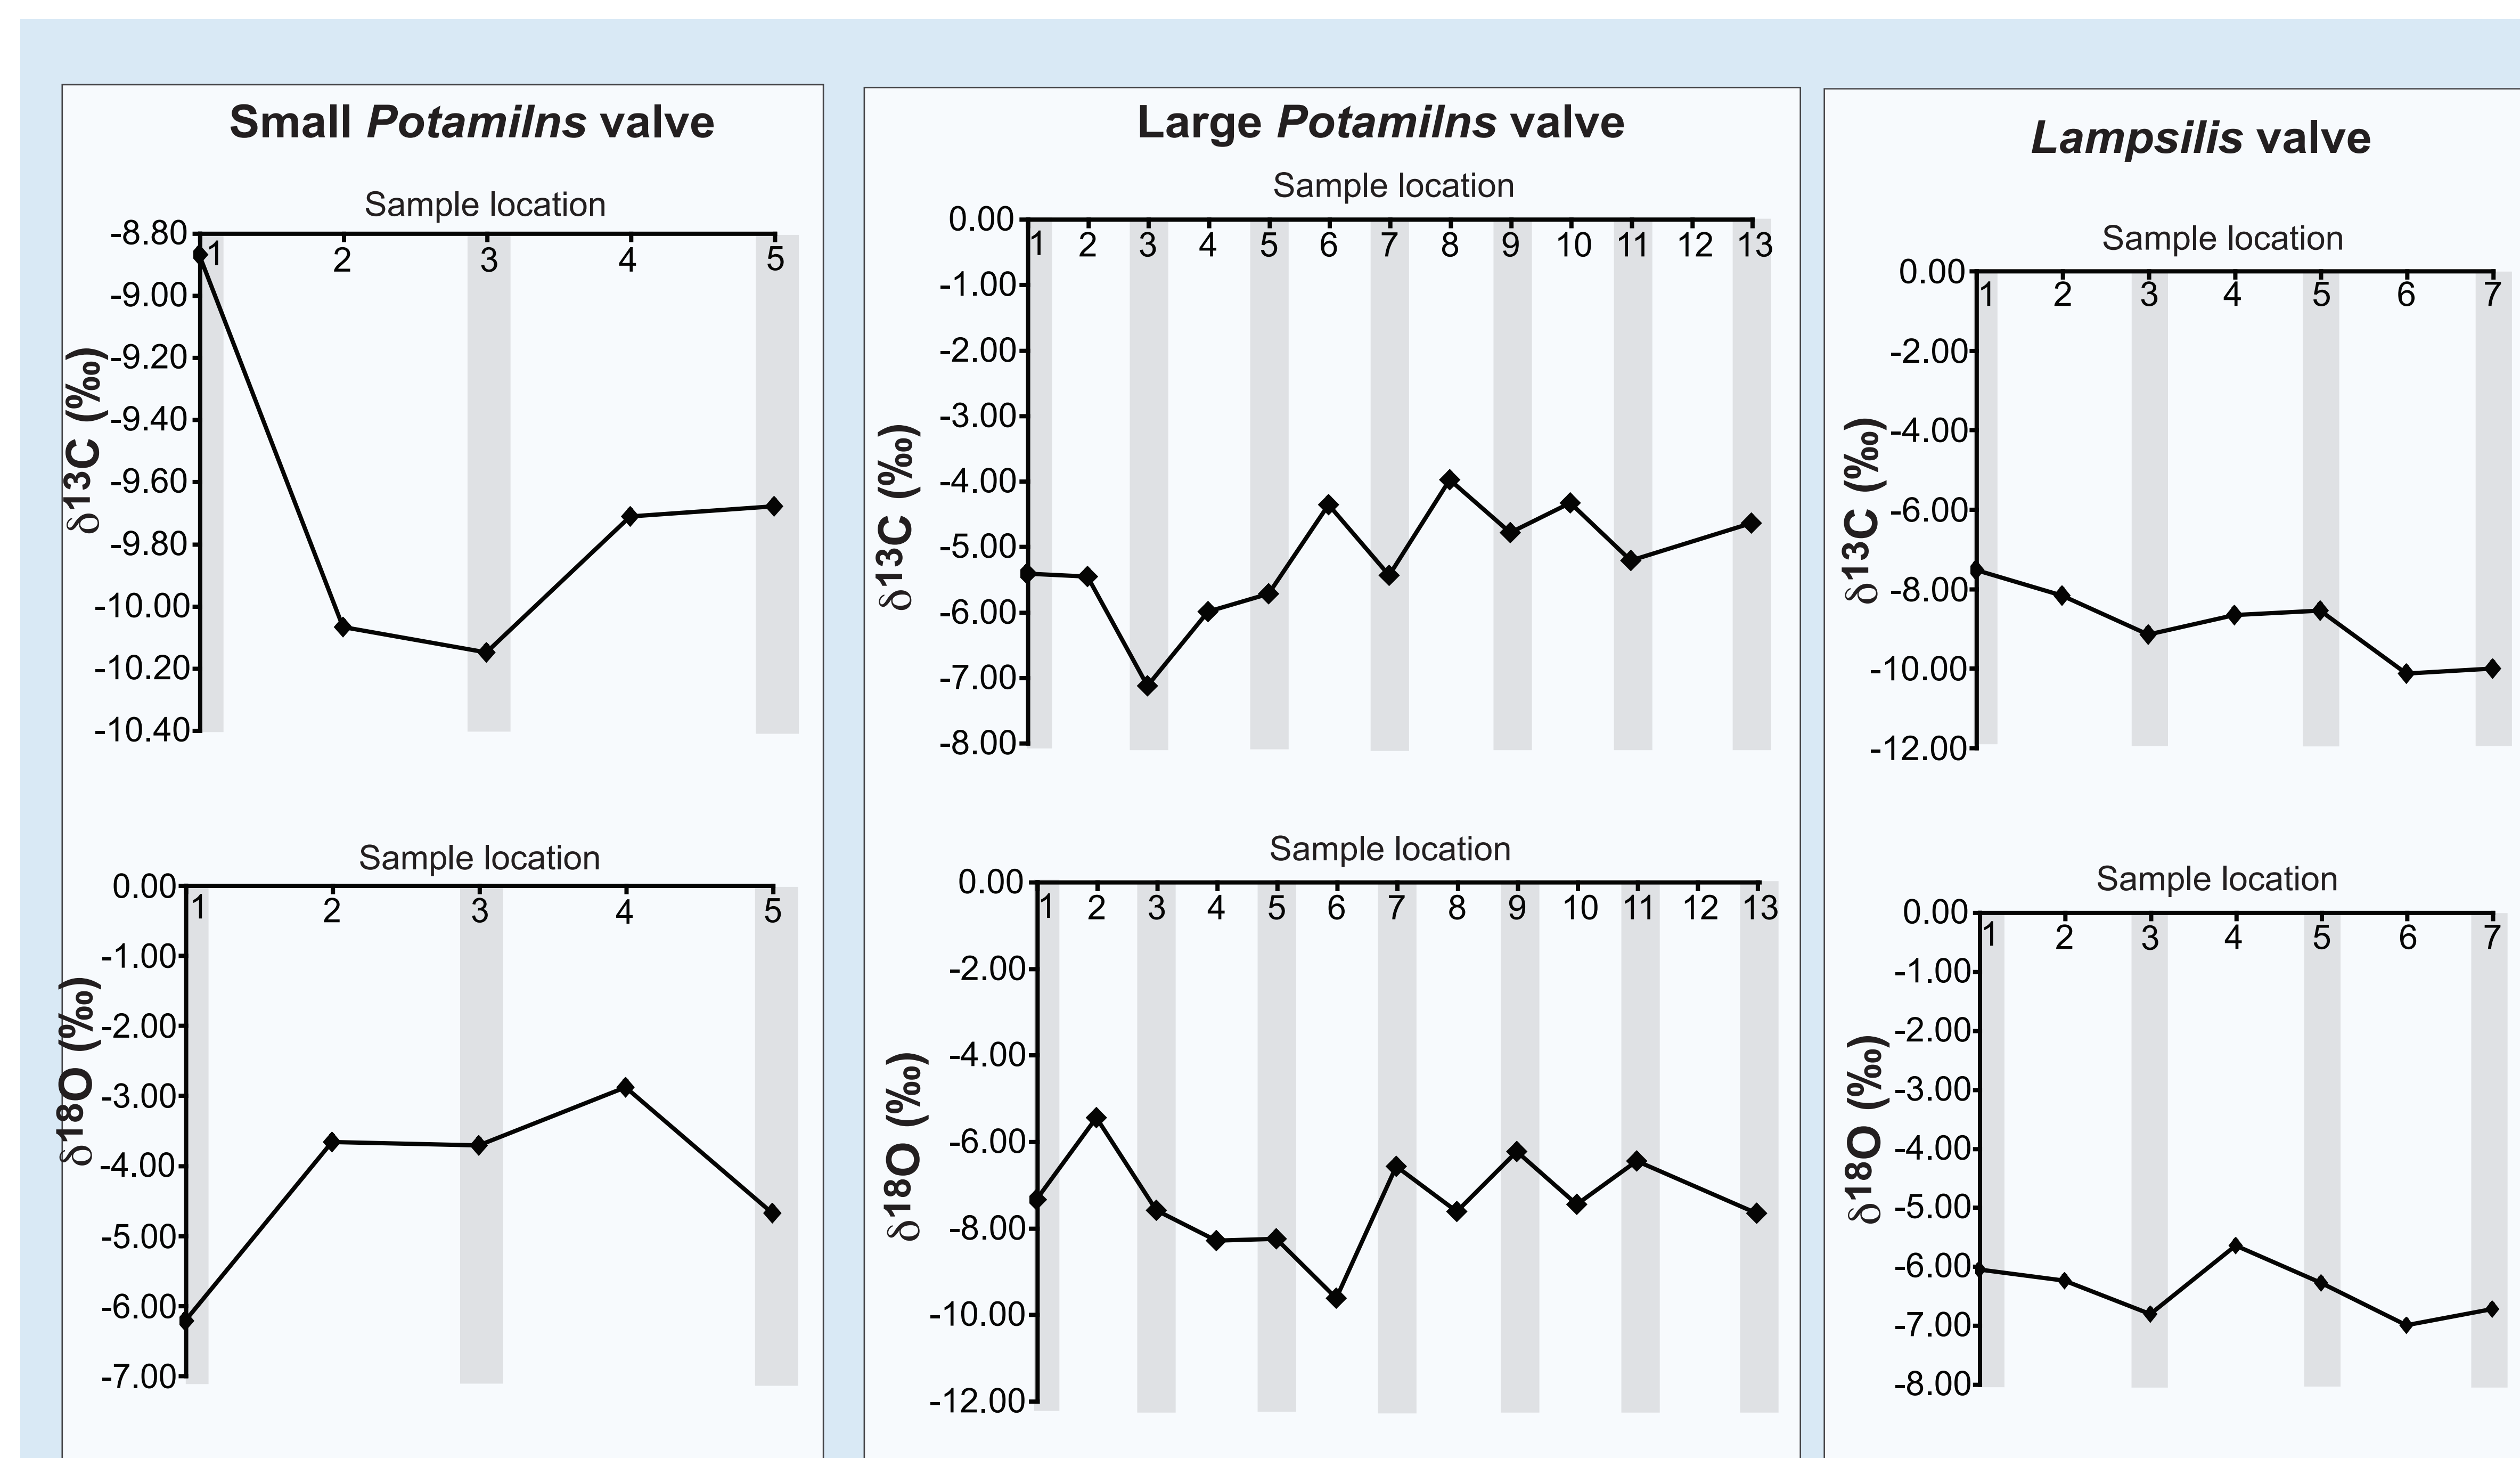 Small Potamilns valve
Sample location
-8.80
-9.00
-9.20
-9.40
-9.60
-9.80
-10.00
-10.20
-10.40
1 2 3 4 5
δ13C (‰)
Sample location
0.00
-1.00
-2.00
-3.00
-4.00
-5.00
-6.00
-7.00
1 2 3 4 5
δ18O (‰)
Large Potamilns valve
Sample location
0.00
-1.00
-2.00
-3.00
-4.00
-5.00
-6.00
-7.00
-8.00
1 2 3 4 5 6 7 8 9 10 11 12 13
δ13C (‰)
Sample location
0.00
-2.00
-4.00
-6.00
-8.00
-10.00
-12.00
1 2 3 4 5 6 7 8 9 10 11 12 13
δ18O (‰)
Lampsilis valve
Sample location
0.00
-2.00
-4.00
-6.00
-8.00
-10.00
-12.00
1 2 3 4 5 6 7
δ13C (‰)
Sample location
0.00
-1.00
-2.00
-3.00
-4.00
-5.00
-6.00
-7.00
-8.00
1 2 3 4 5 6 7
δ18O (‰)